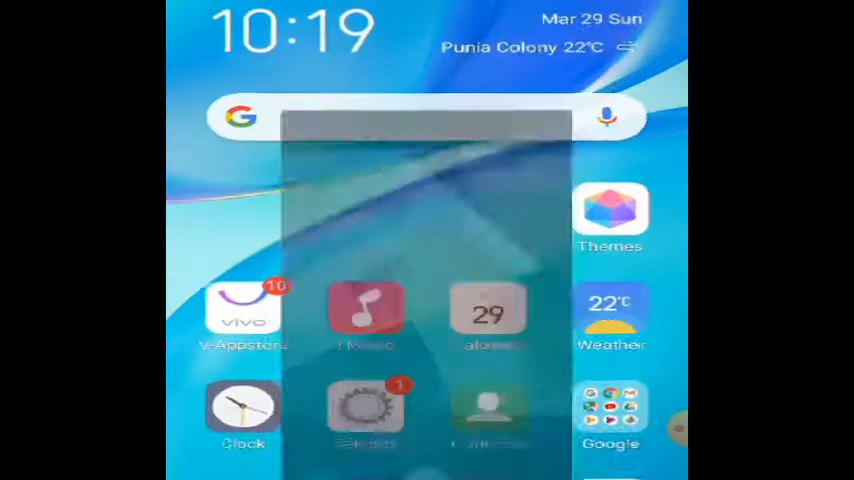 10:19
Mar 29 Sun
Punia Colony 22°C
G
Themes
10
vivo
29
22°C
V-Appstore
Weather
1
Clock
Google